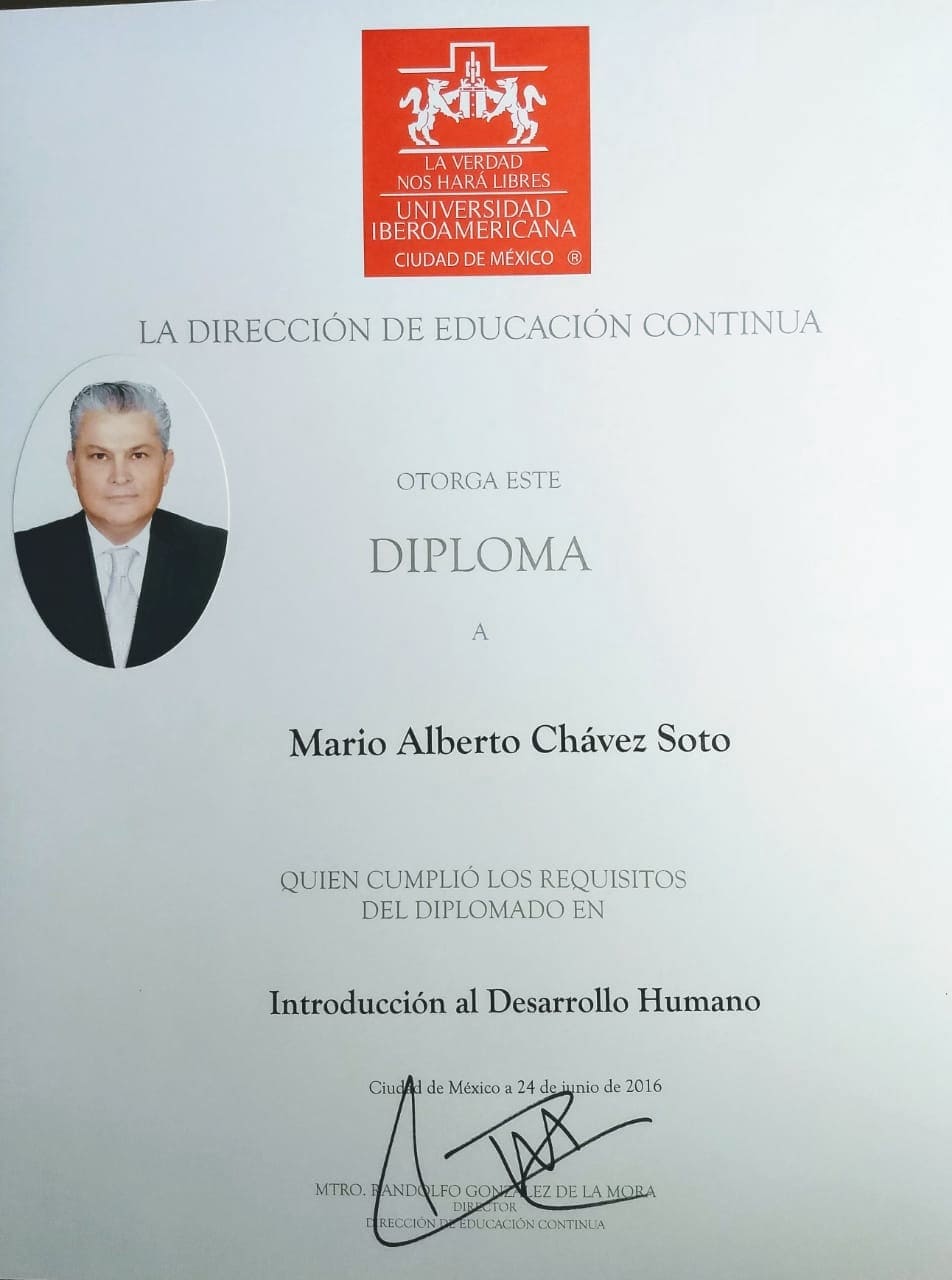 LA VERDAD
NOS HARÁ LIBRES
UNIVERSIDAD
IBEROAMERICANA
CIUDAD DE MÉXICO ®
LA DIRECCIÓN DE EDUCACIÓN CONTINUA
OTORGA ESTE
DIPLOMA
A
Mario Alberto Chávez Soto
QUIEN CUMPLIÓ LOS REQUISITOS
DEL DIPLOMADO EN
Introducción al Desarrollo Humano
Ciudad de México a 24 de junio de 2016
MTRO. RANDOLFO GONZÁLEZ DE LA MORA
DIRECTOR
DIRECCIÓN DE EDUCACIÓN CONTINUA